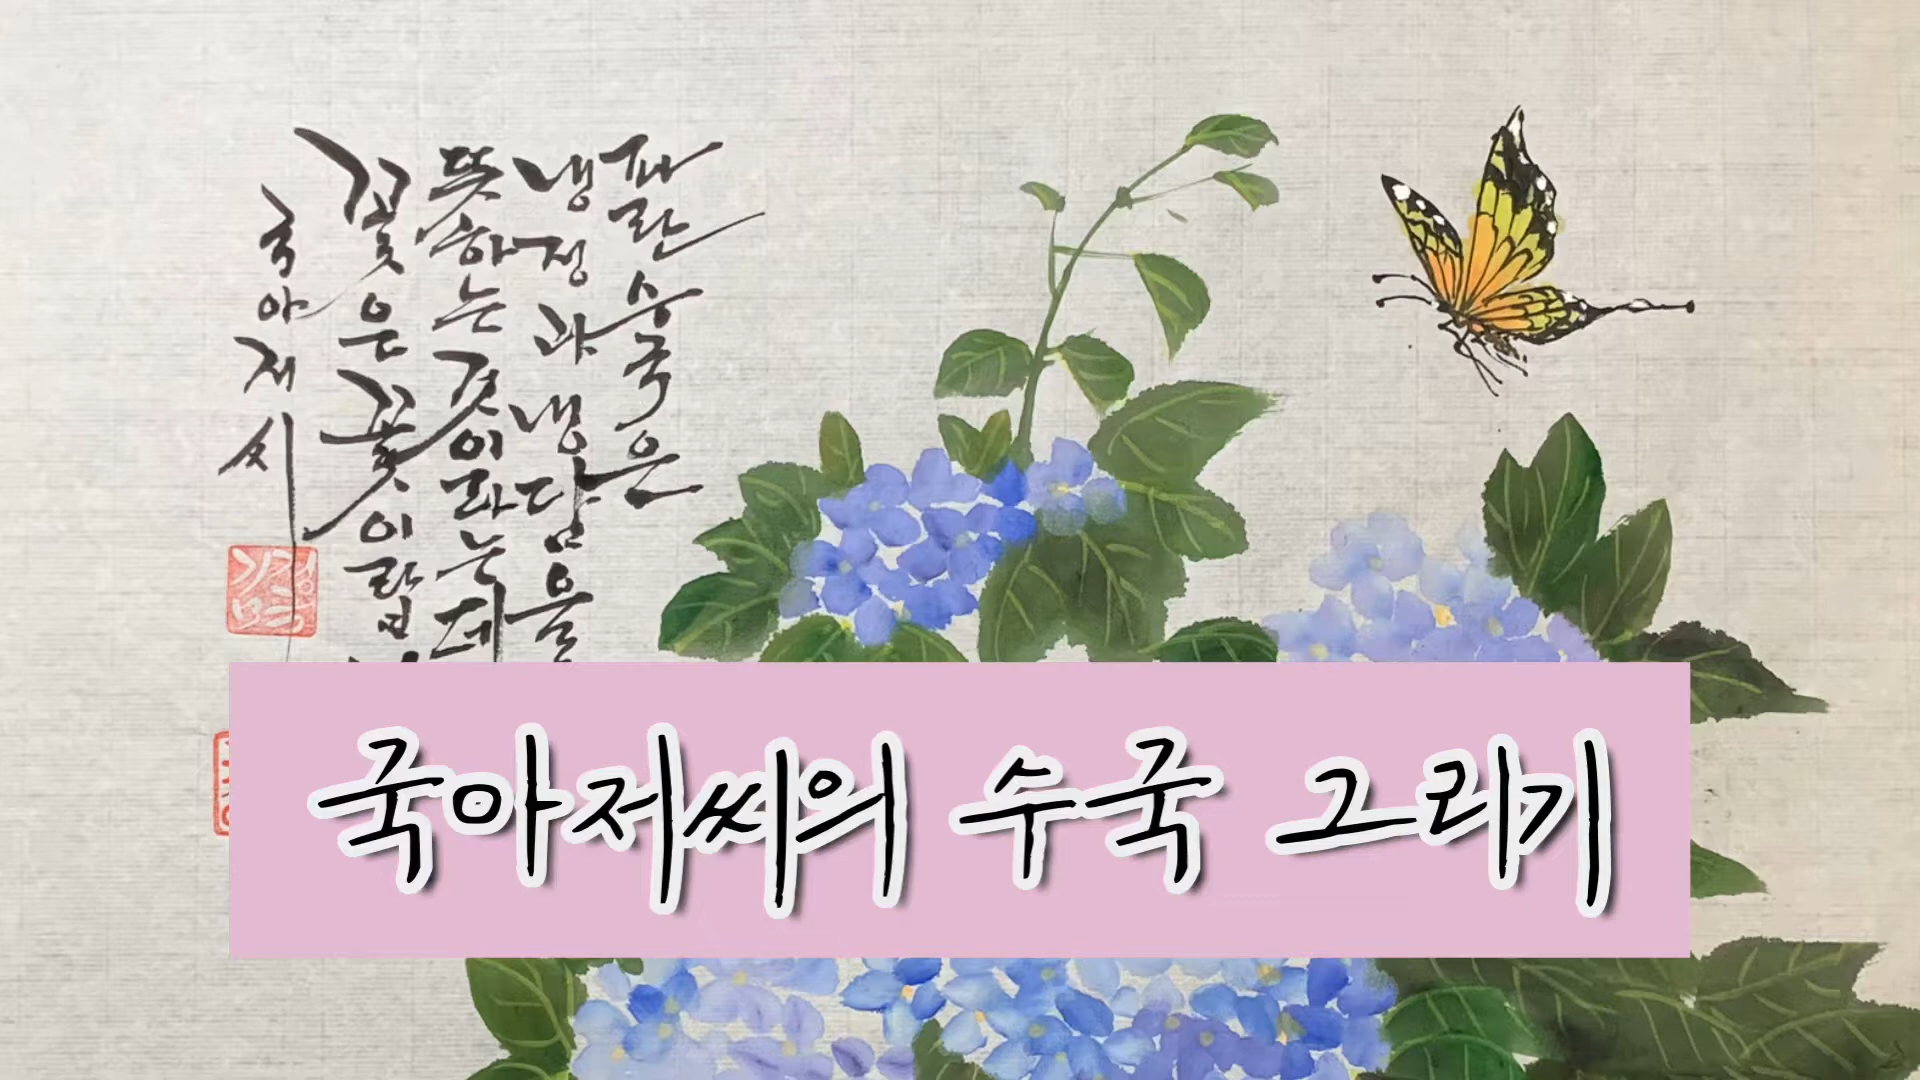 파란 수국은
냉정과 냉담을
뜻하는 것이라는데
꽃은 꽃이랍
국아저씨
국아저씨의 수국 그리기